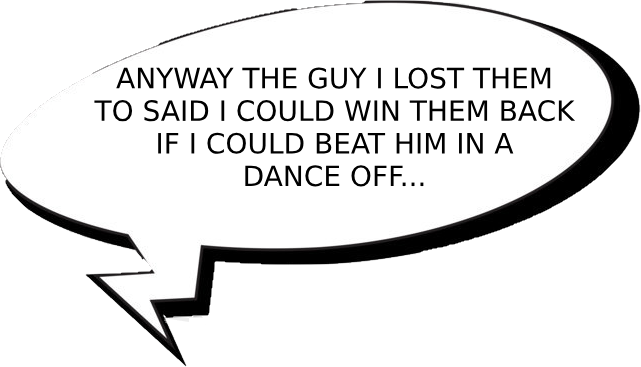 ANYWAY THE GUY I LOST THEM
TO SAID I COULD WIN THEM BACK
IF I COULD BEAT HIM IN A
DANCE OFF...